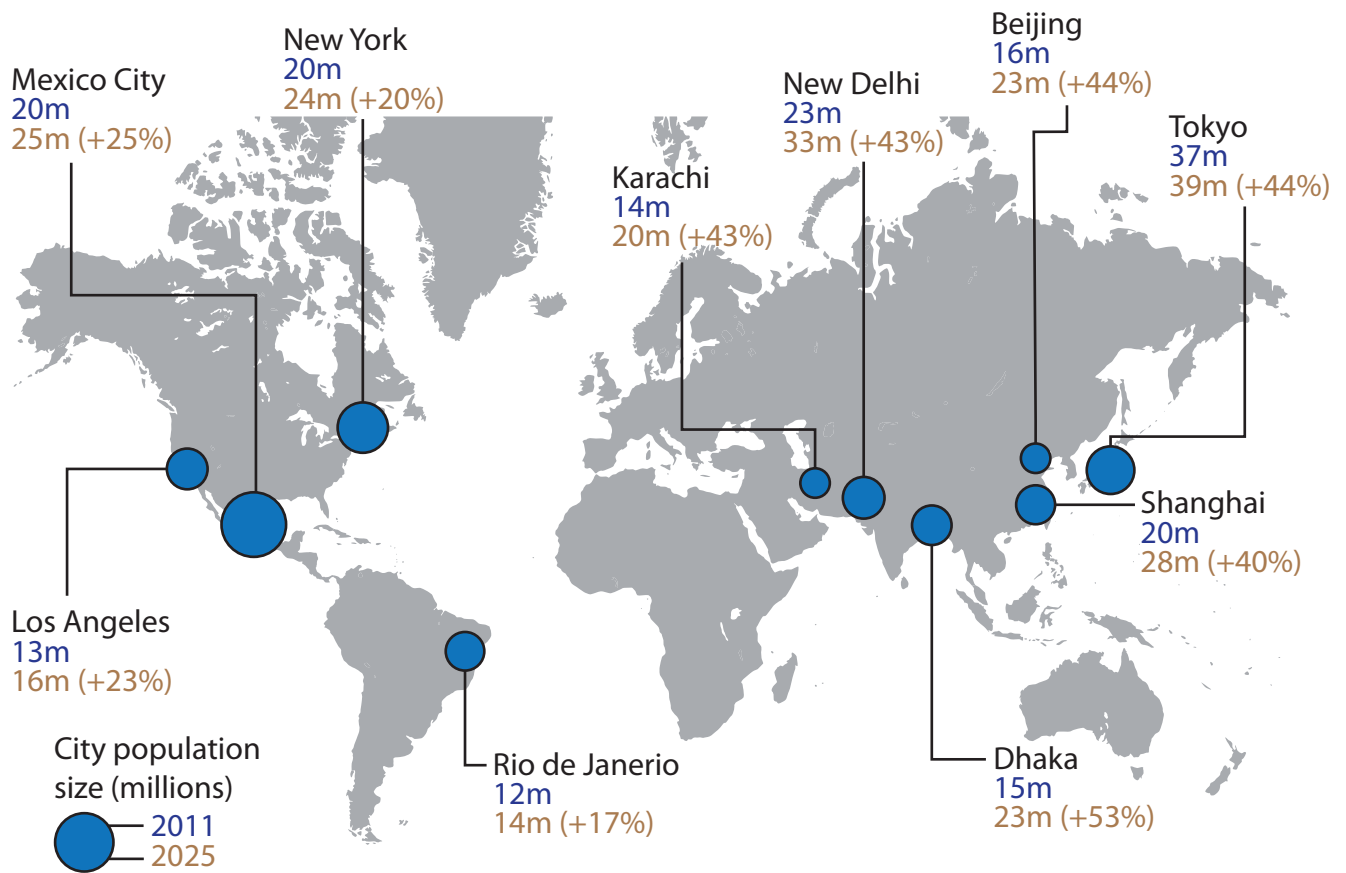 Mexico City
20m
25m (+25%)
New York
20m
24m (+20%)
Karachi
14m
20m (+43%)
New Delhi
23m
33m (+43%)
Beijing
16m
23m (+44%)
Tokyo
37m
39m (+44%)
Shanghai
20m
28m (+40%)
Los Angeles
13m
16m (+23%)
Rio de Janerio
12m
14m (+17%)
Dhaka
15m
23m (+53%)
City population
size (millions)
2011
2025